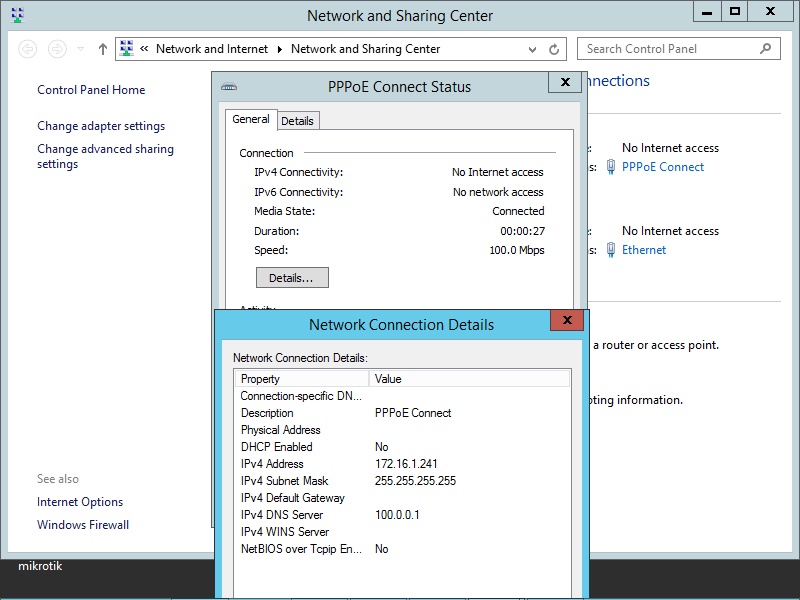 Network and Sharing Center
« Network and Internet Network and Sharing Center
Search Control Panel
Control Panel Home
Change adapter settings
Change advanced sharing
settings
See also
Internet Options
Windows Firewall
PPPoE Connect Status
General Details
Connection
IPv4 Connectivity: No Internet access
IPv6 Connectivity: No network access
Media State: Connected
Duration: 00:00:27
Speed: 100.0 Mbps
Details...
Network Connection Details
Network Connection Details:
Property Value
Connection-specific DN...
Description PPPoE Connect
Physical Address
DHCP Enabled No
IPv4 Address 172.16.1.241
IPv4 Subnet Mask 255.255.255.255
IPv4 Default Gateway
IPv4 DNS Server 100.0.0.1
IPv4 WINS Server
NetBIOS over Tcpip En... No
No Internet access
PPPoE Connect
No Internet access
Ethernet
a router or access point.
information.
mikrotik